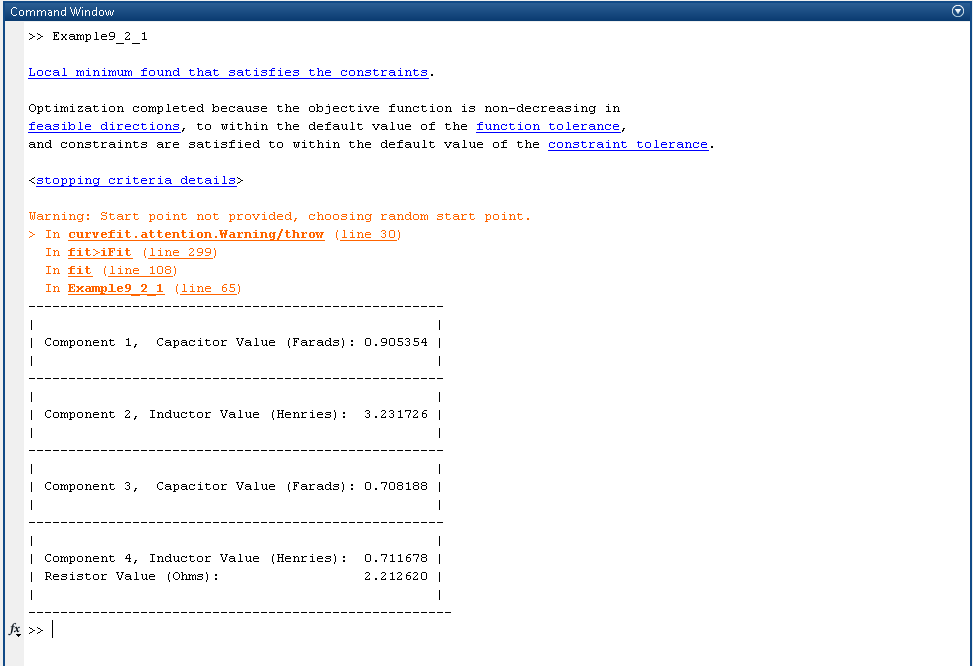 Command Window
>> Example9_2_1
Local minimum found that satisfies the constraints.
Optimization completed because the objective function is non-decreasing in
feasible directions, to within the default value of the function tolerance,
and constraints are satisfied to within the default value of the constraint tolerance.
<stopping criteria details>
Warning: Start point not provided, choosing random start point.
> In curvefit.attention.Warning/throw (line 30)
In fit>iFit (line 299)
In fit (line 108)
In Example9_2_1 (line 65)
----------------------------------------------------
| |
| Component 1,  Capacitor Value (Farads): 0.905354 |
| |
----------------------------------------------------
| |
| Component 2, Inductor Value (Henries):  3.231726 |
| |
----------------------------------------------------
| |
| Component 3,  Capacitor Value (Farads): 0.708188 |
| |
----------------------------------------------------
| |
| Component 4, Inductor Value (Henries):  0.711678 |
| Resistor Value (Ohms):                  2.212620 |
| |
-----------------------------------------------------
fx >>